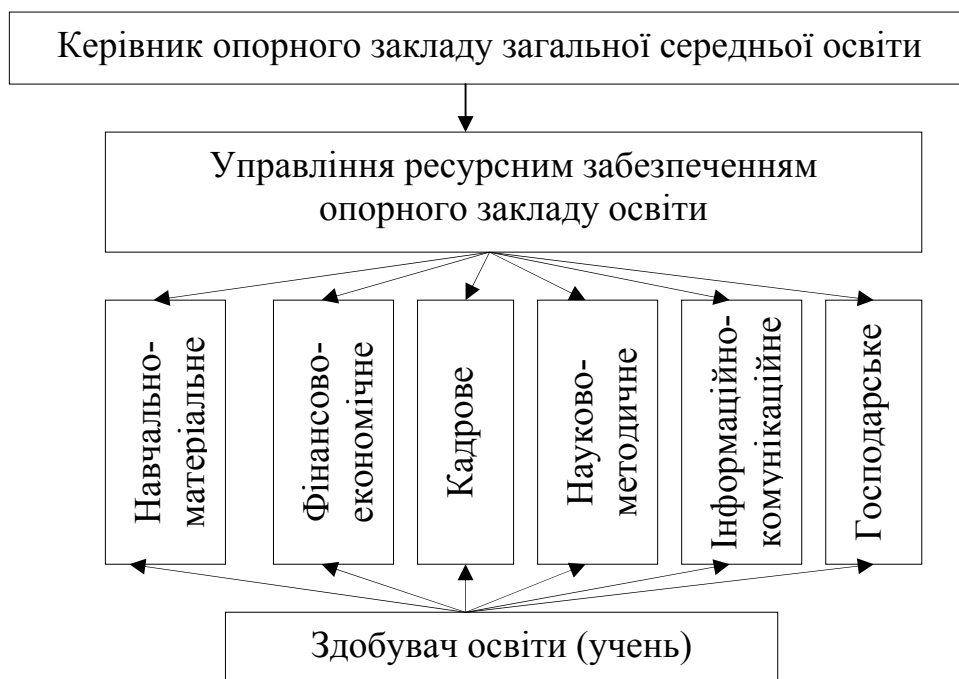 Керівник опорного закладу загальної середньої освіти
Управління ресурсним забезпеченням
опорного закладу освіти
Навчально-
матеріальне
Фінансово-
економічне
Кадрове
Науково-
методичне
Інформаційно-
комунікаційне
Господарське
Здобувач освіти (учень)